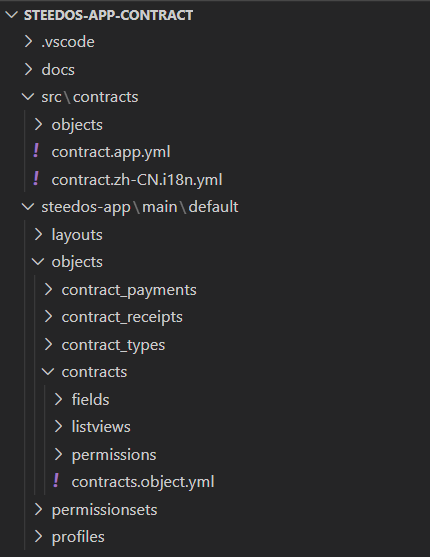 STEEDOS-APP-CONTRACT
.vscode
docs
src\contracts
objects
! contract.app.yml
! contract.zh-CN.i18n.yml
steedos-app\main\default
layouts
objects
contract_payments
contract_receipts
contract_types
contracts
fields
listviews
permissions
! contracts.object.yml
permissionsets
profiles